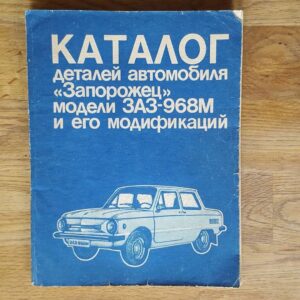 КАТАЛОГ
деталей автомобиля
«Запорожец»
модели ЗАЗ-968М
и его модификаций